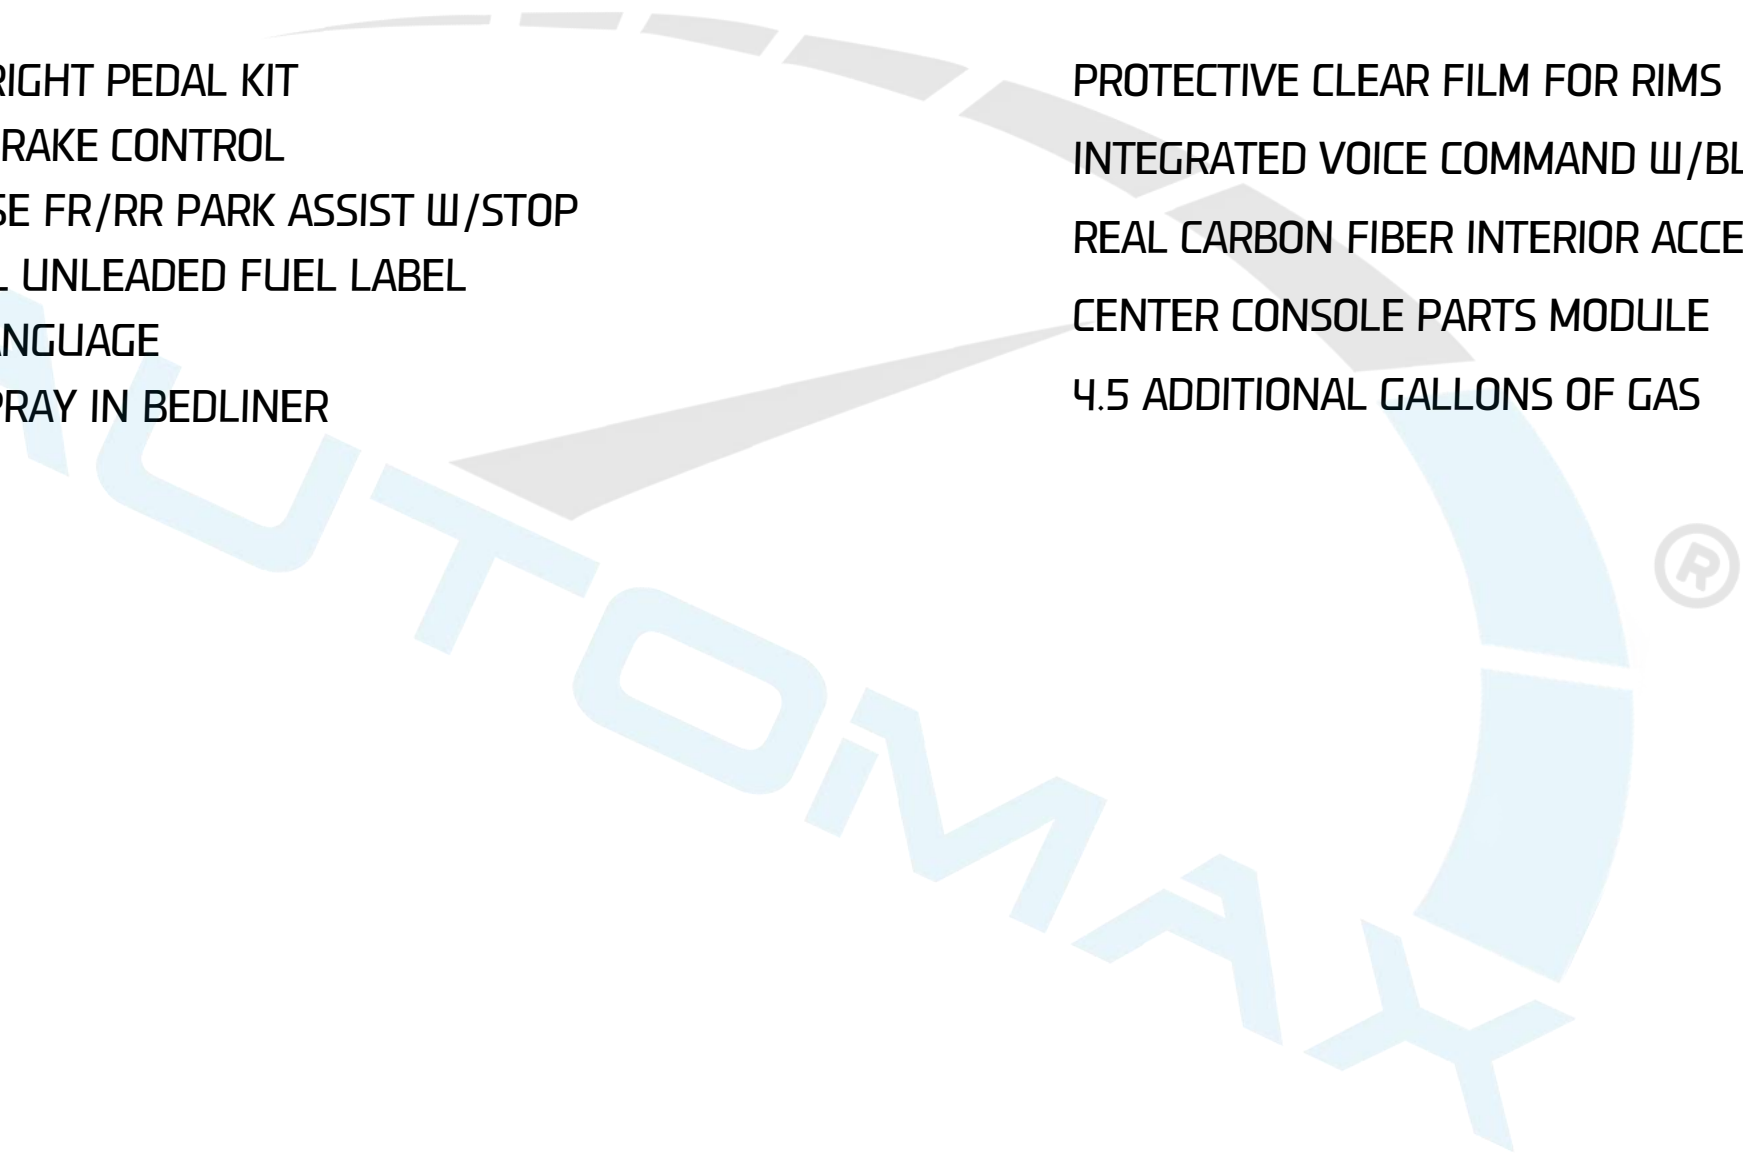 RIGHT PEDAL KIT
RAKE CONTROL
SE FR/RR PARK ASSIST W/STOP
L UNLEADED FUEL LABEL
ANGUAGE
PRAY IN BEDLINER
PROTECTIVE CLEAR FILM FOR RIMS
INTEGRATED VOICE COMMAND W/BL
REAL CARBON FIBER INTERIOR ACCE
CENTER CONSOLE PARTS MODULE
4.5 ADDITIONAL GALLONS OF GAS
AUTOMAX
®